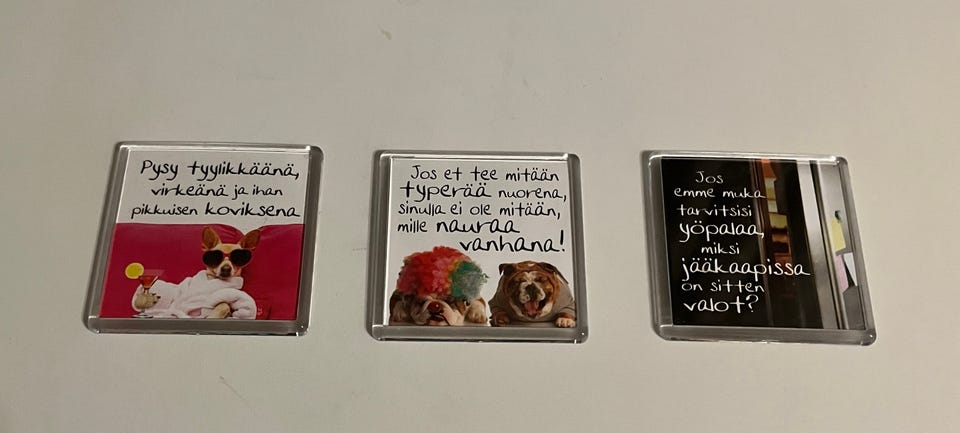 Pysy tyylikkäänä,
virkeänä ja ihan
pikkuisen koviksena
Jos et tee mitään
typerää nuorena,
sinulla ei ole mitään,
mille nauraa
vanhana!
Jos
emme muka
tarvitsisi
yöpalaa,
miksi
jääkaapissa
on sitten
valot?